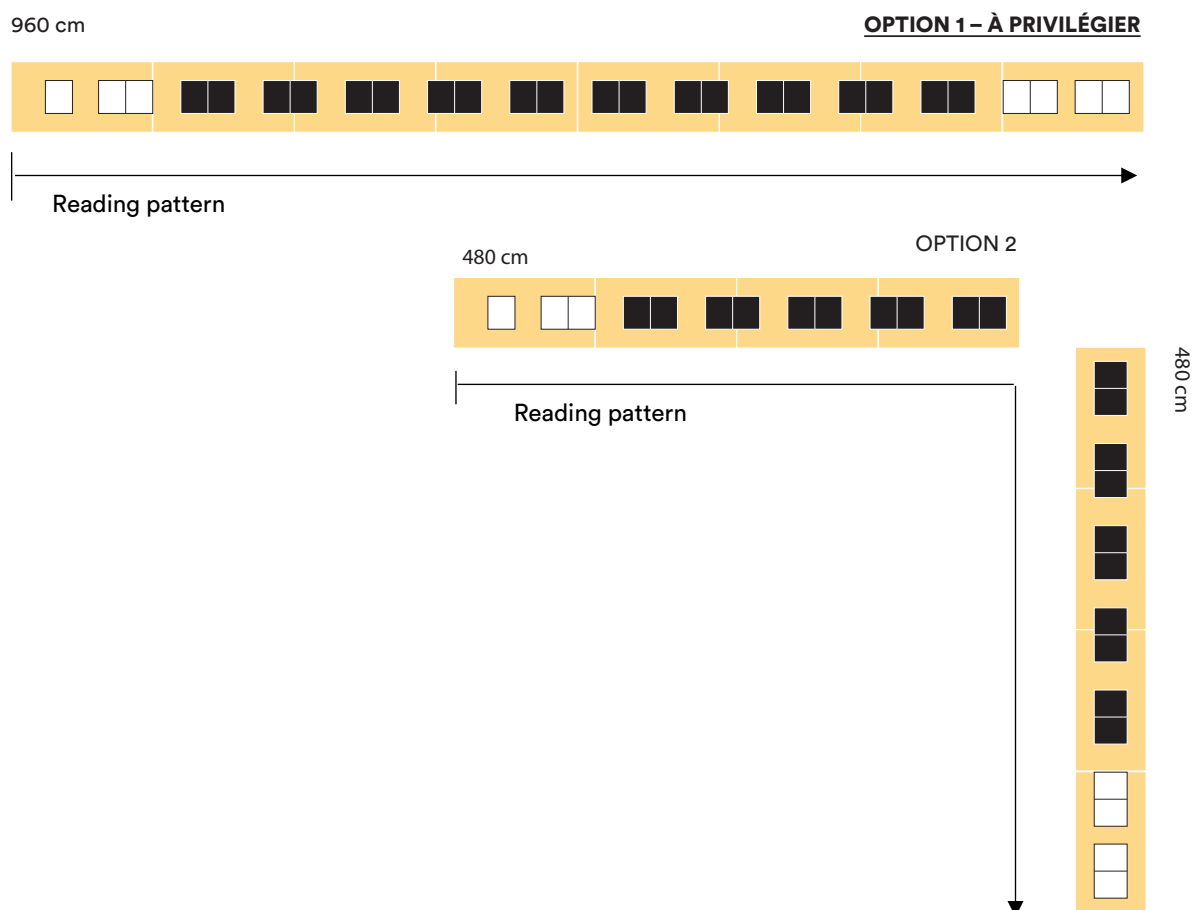 960 cm
OPTION 1 – À PRIVILÉGIER
Reading pattern
OPTION 2
480 cm
480 cm
Reading pattern